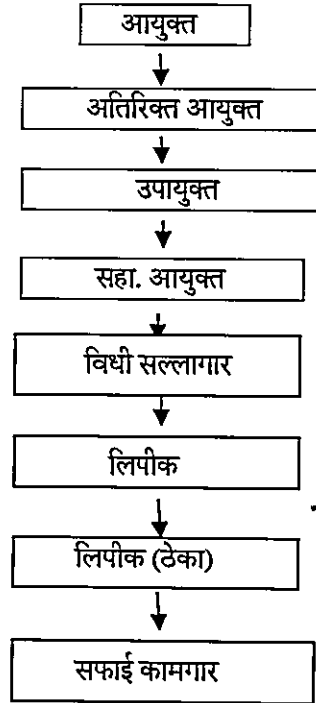 आयुक्त
अतिरिक्त आयुक्त
उपायुक्त
सहा. आयुक्त
विधी सल्लागार
लिपीक
लिपीक (ठेका)
सफाई कामगार